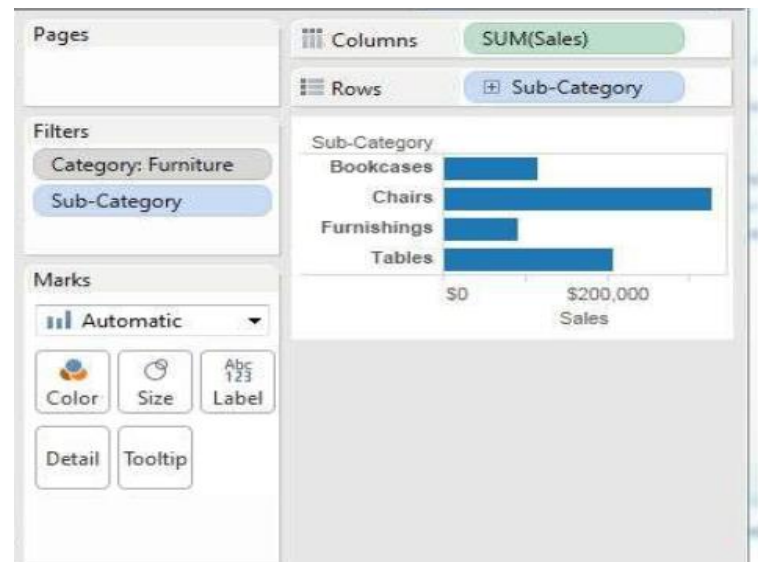 Pages
Columns SUM(Sales)
Rows Sub-Category
Filters
Category: Furniture
Sub-Category
Sub-Category
Bookcases
Chairs
Furnishings
Tables
$0 $200,000
Sales
Marks
Automatic
Abc
123
Color Size Label
Detail Tooltip